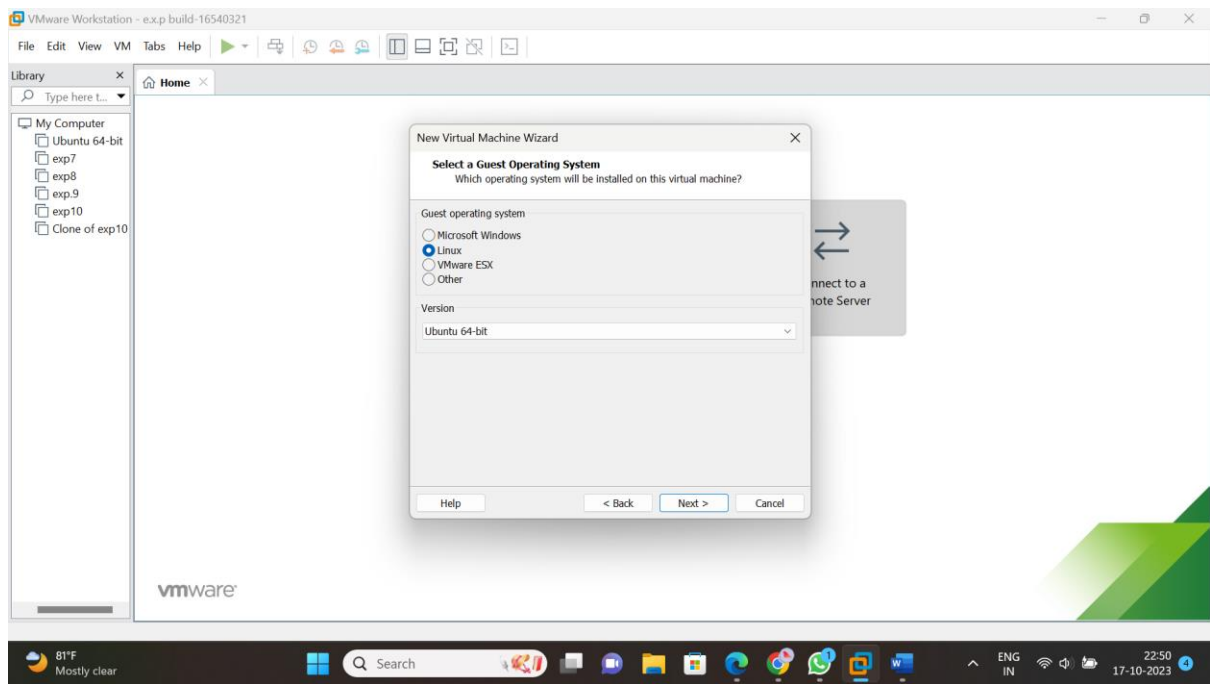 VMware Workstation - e.x.p build-16540321
File Edit View VM Tabs Help
Library
Type here t...
My Computer
Ubuntu 64-bit
exp7
exp8
exp.9
exp10
Clone of exp10
Home
New Virtual Machine Wizard
Select a Guest Operating System
Which operating system will be installed on this virtual machine?
Guest operating system
Microsoft Windows
Linux
VMware ESX
Other
Version
Ubuntu 64-bit
Help
< Back
Next >
Cancel
nnect to a
note Server
vmware
81°F
Mostly clear
Search
1
ENG
IN
22:50
17-10-2023
4